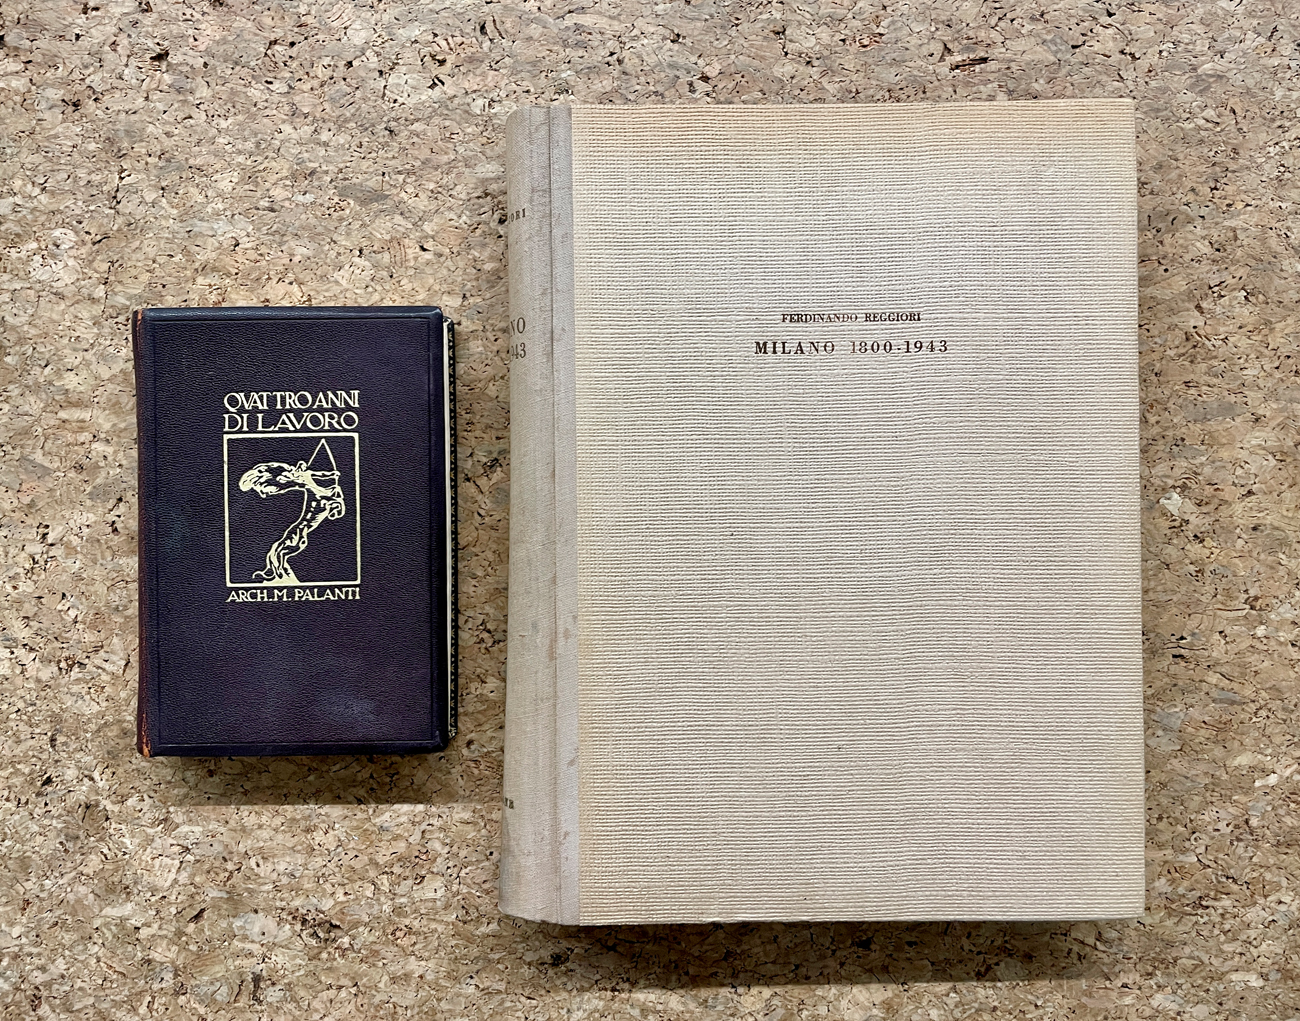 QVATTRO ANNI
DI LAVORO
ARCH. M. PALANTI
FERDINANDO REGGIORI
MILANO 1800-1943